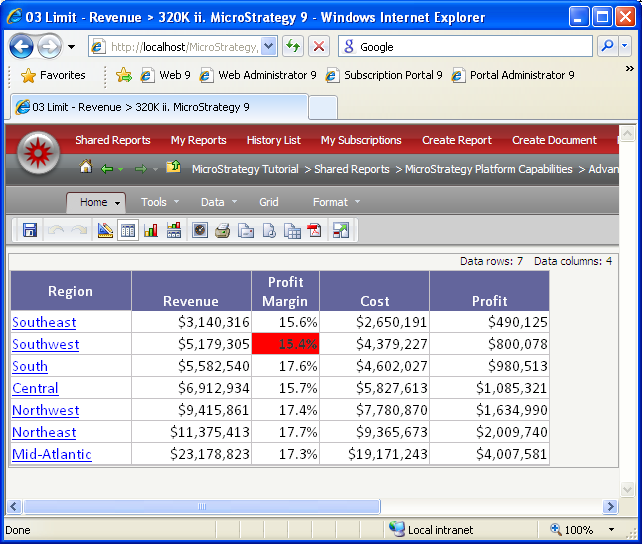 03 Limit - Revenue > 320K ii. MicroStrategy 9 - Windows Internet Explorer
http://localhost/MicroStrategy, Google
Favorites Web 9 Web Administrator 9 Subscription Portal 9 Portal Administrator 9 »
03 Limit - Revenue > 320K ii. MicroStrategy 9
Shared Reports My Reports History List My Subscriptions Create Report Create Document
MicroStrategy Tutorial > Shared Reports > MicroStrategy Platform Capabilities > Advan
Home Tools Data Grid Format
Data rows: 7 Data columns: 4
Region Revenue Profit Margin Cost Profit
Southeast $3,140,316 15.6% $2,650,191 $490,125
Southwest $5,179,305 15.4% $4,379,227 $800,078
South $5,582,540 17.6% $4,602,027 $980,513
Central $6,912,934 15.7% $5,827,613 $1,085,321
Northwest $9,415,861 17.4% $7,780,870 $1,634,990
Northeast $11,375,413 17.7% $9,365,673 $2,009,740
Mid-Atlantic $23,178,823 17.3% $19,171,243 $4,007,581
Done Local intranet 100%